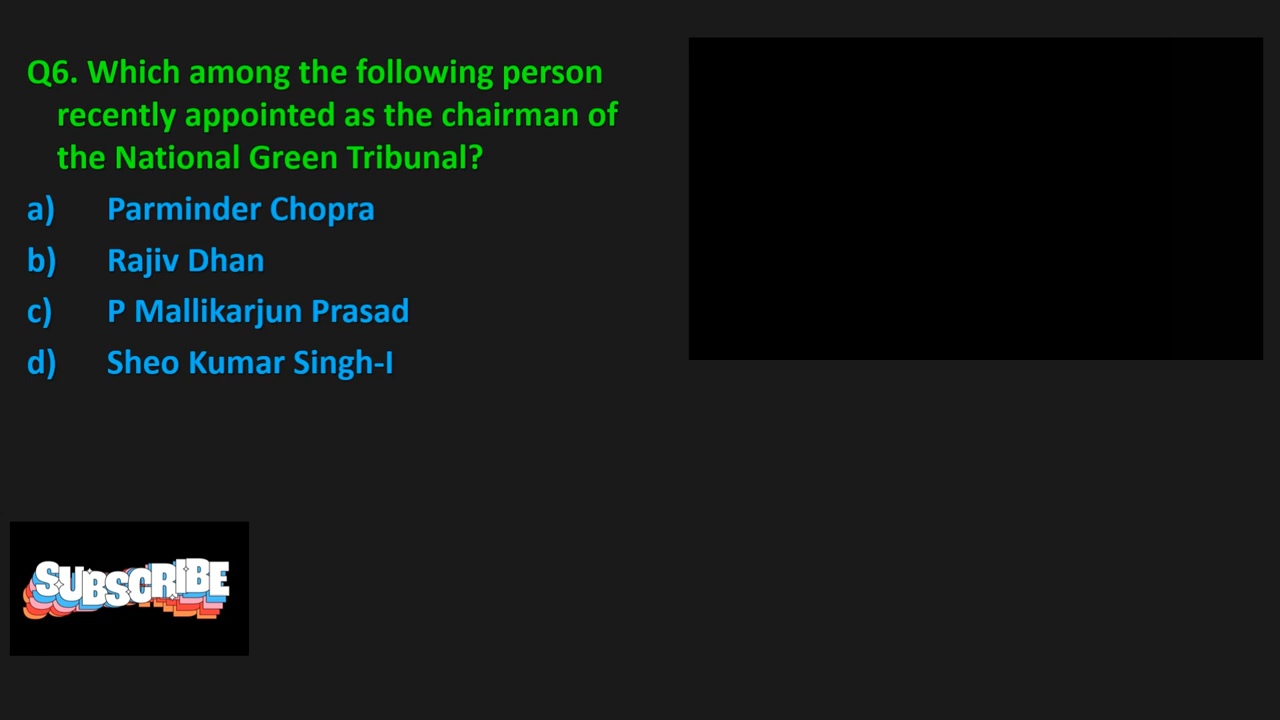 Q6. Which among the following person
recently appointed as the chairman of
the National Green Tribunal?
a) Parminder Chopra
b) Rajiv Dhan
c) P Mallikarjun Prasad
d) Sheo Kumar Singh-I
SUBSCRIBE